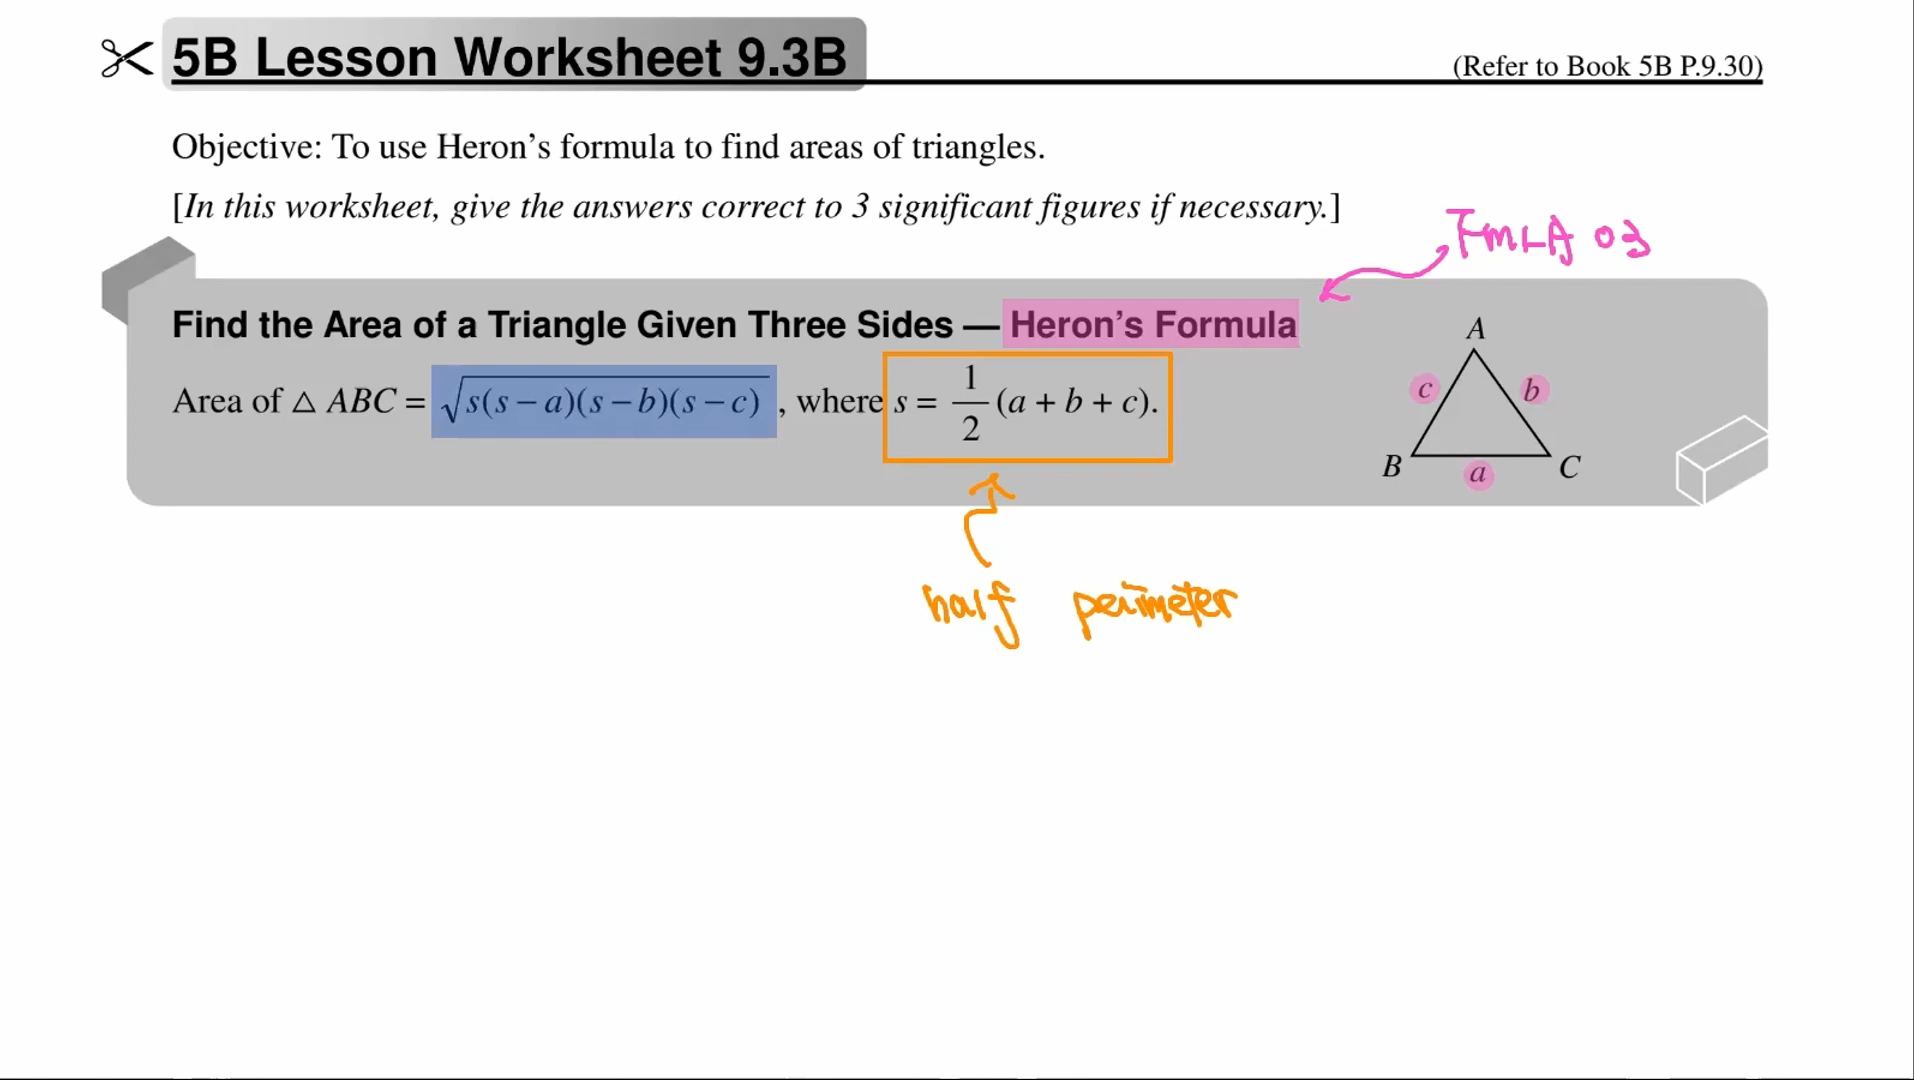 5B Lesson Worksheet 9.3B
(Refer to Book 5B P.9.30)
Objective: To use Heron’s formula to find areas of triangles.
[In this worksheet, give the answers correct to 3 significant figures if necessary.]
FMLA 03
Find the Area of a Triangle Given Three Sides — Heron’s Formula
Area of △ ABC = √s(s − a)(s − b)(s − c) , where s = 1/2 (a + b + c).
A
c b
B a C
half perimeter